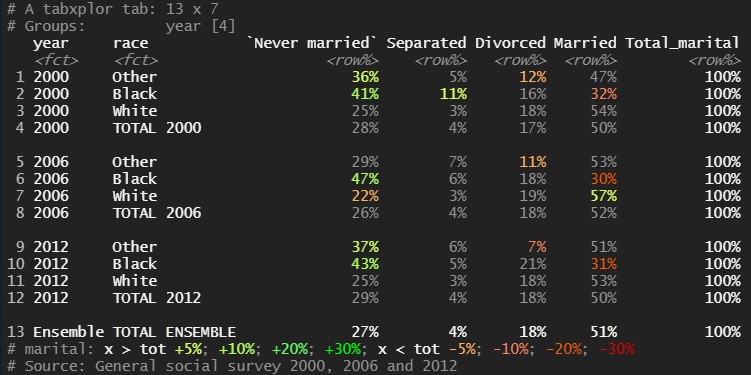 # A tabxplor tab: 13 x 7
# Groups:       year [4]
year     race            `Never married` Separated Divorced Married Total_marital
<fct>    <fct>                    <row%>    <row%>   <row%>  <row%>        <row%>
1 2000     Other                       36%        5%      12%     47%          100%
2 2000     Black                       41%       11%      16%     32%          100%
3 2000     White                       25%        3%      18%     54%          100%
4 2000     TOTAL 2000                  28%        4%      17%     50%          100%
5 2006     Other                       29%        7%      11%     53%          100%
6 2006     Black                       47%        6%      18%     30%          100%
7 2006     White                       22%        3%      19%     57%          100%
8 2006     TOTAL 2006                  26%        4%      18%     52%          100%
9 2012     Other                       37%        6%       7%     51%          100%
10 2012     Black                       43%        5%      21%     31%          100%
11 2012     White                       25%        3%      18%     53%          100%
12 2012     TOTAL 2012                  29%        4%      18%     50%          100%
13 Ensemble TOTAL ENSEMBLE              27%        4%      18%     51%          100%
# marital: x > tot +5%; +10%; +20%; +30%; x < tot -5%; -10%; -20%; -30%
# Source: General social survey 2000, 2006 and 2012